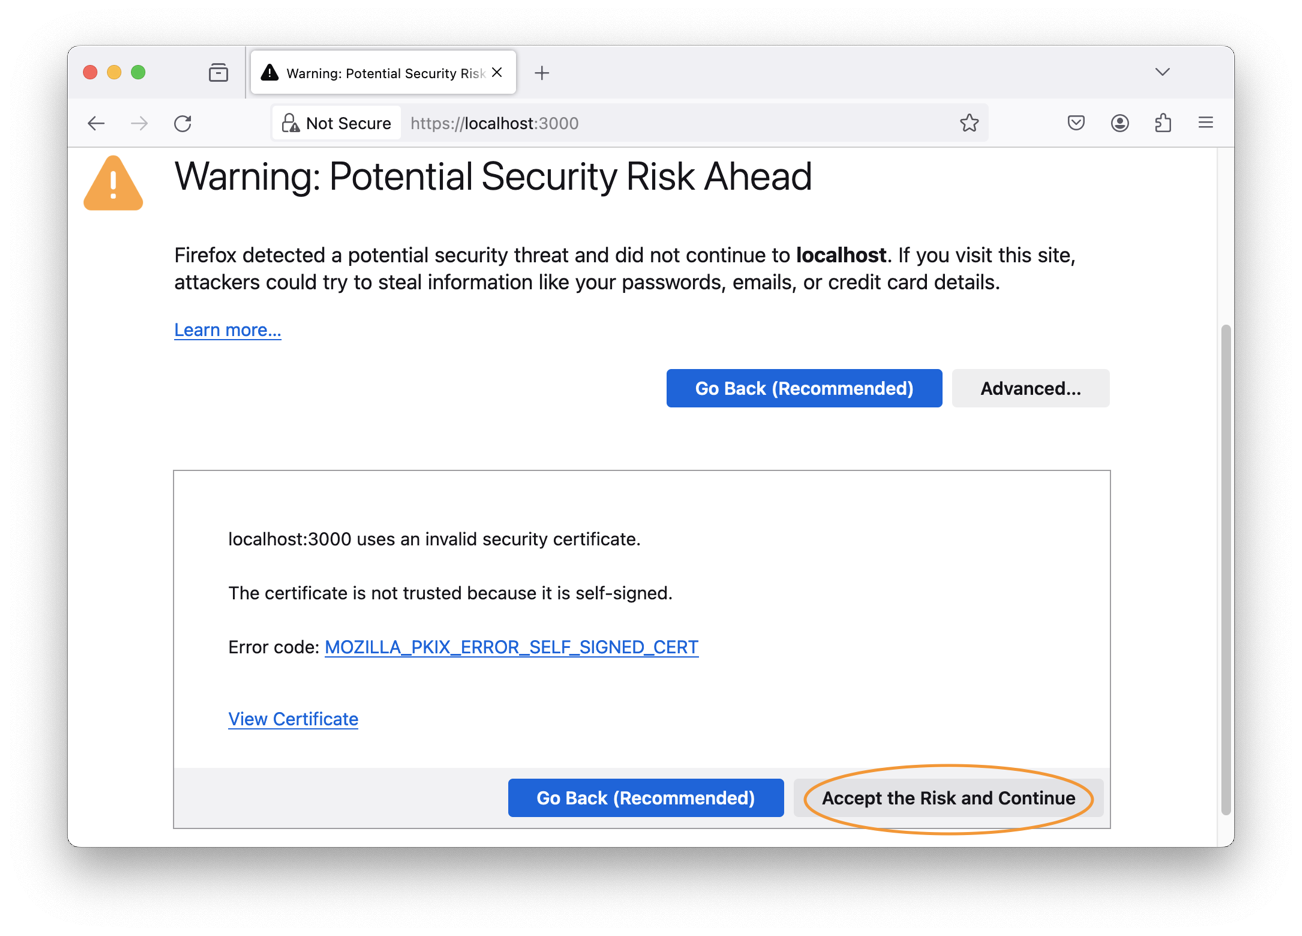 Warning: Potential Security Risk
Not Secure
https://localhost:3000
Warning: Potential Security Risk Ahead
Firefox detected a potential security threat and did not continue to localhost. If you visit this site,
attackers could try to steal information like your passwords, emails, or credit card details.
Learn more...
Go Back (Recommended)
Advanced...
localhost:3000 uses an invalid security certificate.
The certificate is not trusted because it is self-signed.
Error code: MOZILLA_PKIX_ERROR_SELF_SIGNED_CERT
View Certificate
Go Back (Recommended)
Accept the Risk and Continue